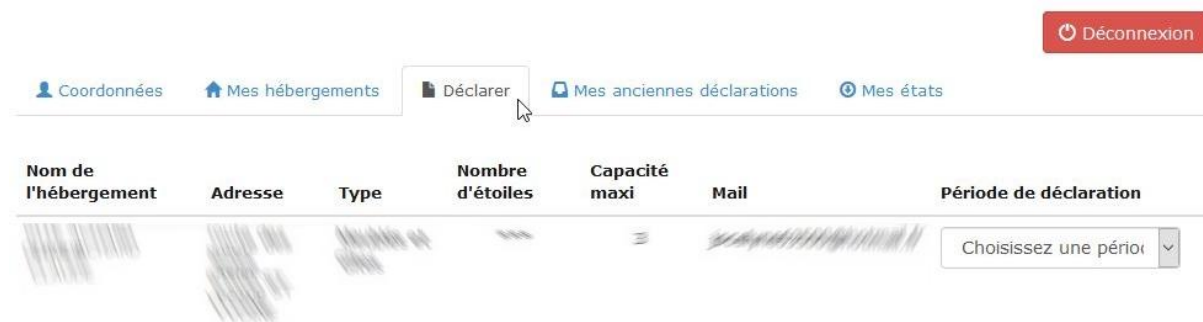 Déconnexion
Coordonnées Mes hébergements Déclarer Mes anciennes déclarations Mes états
Nom de l'hébergement Adresse Type Nombre d'étoiles Capacité maxi Mail Période de déclaration
Choisissez une